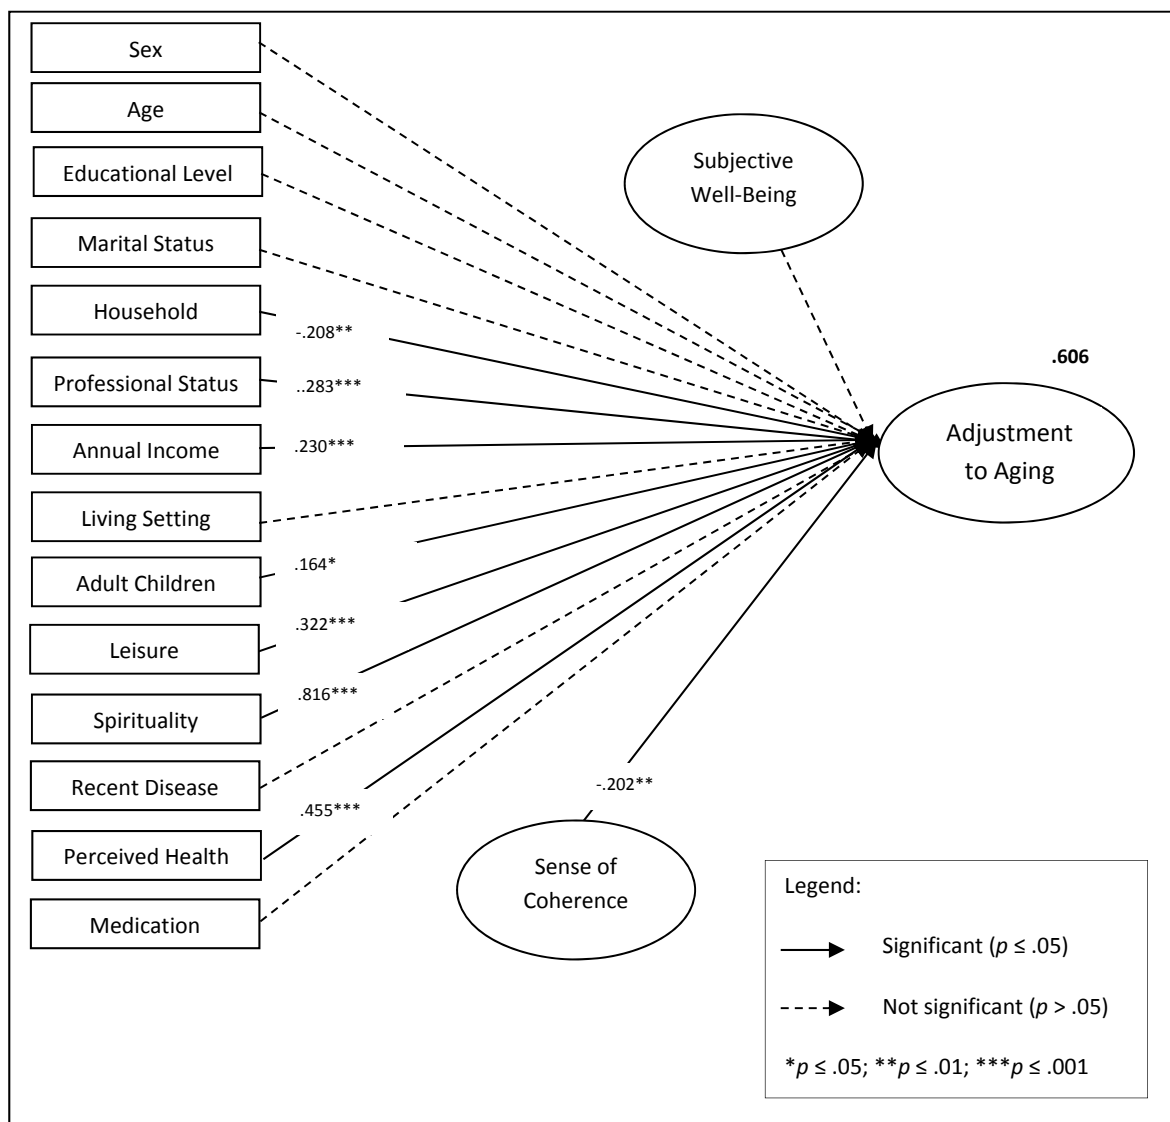 Sex
Age
Educational Level
Marital Status
Household
-.208**
Professional Status
..283***
Annual Income
.230***
Living Setting
Adult Children
.164*
Leisure
.322***
Spirituality
.816***
Recent Disease
Perceived Health
.455***
Medication
Subjective
Well-Being
.606
Adjustment
to Aging
-.202**
Sense of
Coherence
Legend:
Significant (p ≤ .05)
Not significant (p > .05)
*p ≤ .05; **p ≤ .01; ***p ≤ .001